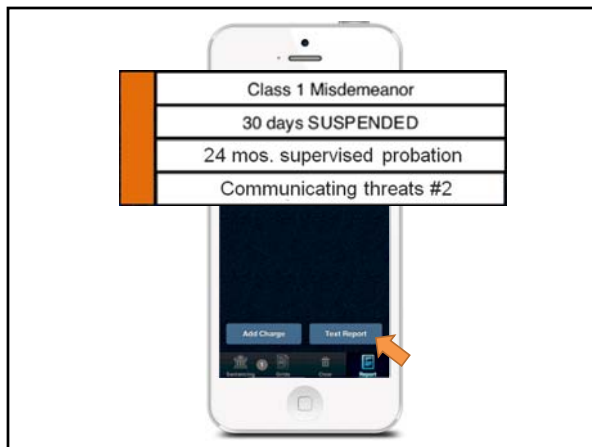 Class 1 Misdemeanor
30 days SUSPENDED
24 mos. supervised probation
Communicating threats #2
Add Charge Text Report
Sentencing Grids Clear Report